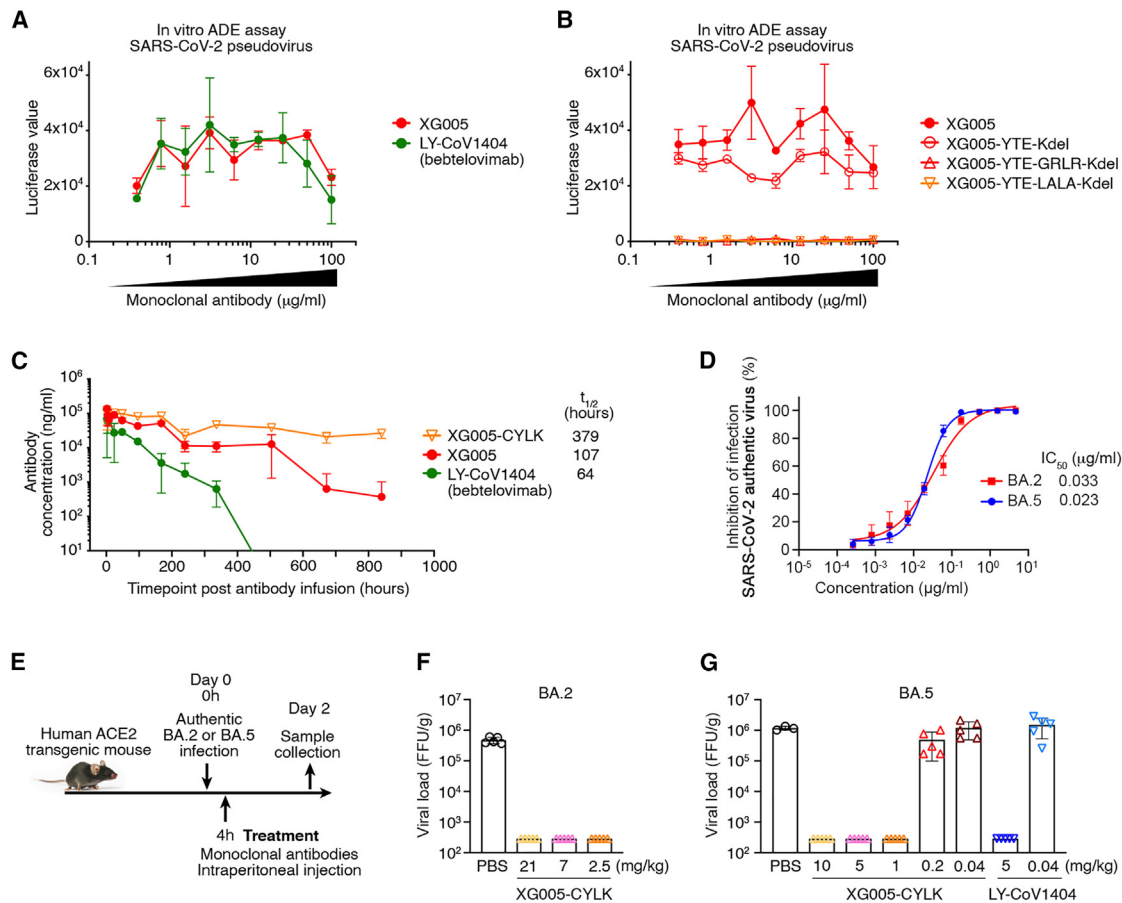 A
In vitro ADE assay
SARS-CoV-2 pseudovirus
Luciferase value
6x10⁴
4x10⁴
2x10⁴
0
0.1
1
10
100
Monoclonal antibody (μg/ml)
XG005
LY-CoV1404
(bebtelovimab)
B
In vitro ADE assay
SARS-CoV-2 pseudovirus
Luciferase value
6x10⁴
4x10⁴
2x10⁴
0
0.1
1
10
100
Monoclonal antibody (μg/ml)
XG005
XG005-YTE-Kdel
XG005-YTE-GRLR-Kdel
XG005-YTE-LALA-Kdel
C
Antibody
concentration (ng/ml)
10⁶
10⁵
10⁴
10³
10²
10¹
0
200
400
600
800
1000
Timepoint post antibody infusion (hours)
t1/2
(hours)
XG005-CYLK 379
XG005 107
LY-CoV1404 64
(bebtelovimab)
D
Inhibition of infection
SARS-CoV-2 authentic virus (%)
100
80
60
40
20
0
10⁻⁵
10⁻⁴
10⁻³
10⁻²
10⁻¹
10⁰
10¹
Concentration (μg/ml)
IC50 (μg/ml)
BA.2 0.033
BA.5 0.023
E
Day 0
0h
Authentic
BA.2 or BA.5
infection
Day 2
Sample
collection
Human ACE2
transgenic mouse
4h Treatment
Monoclonal antibodies
Intraperitoneal injection
F
BA.2
Viral load (FFU/g)
10⁷
10⁶
10⁵
10⁴
10³
10²
PBS 21 7 2.5 (mg/kg)
XG005-CYLK
G
BA.5
Viral load (FFU/g)
10⁷
10⁶
10⁵
10⁴
10³
10²
PBS 10 5 1 0.2 0.04 (mg/kg) 5 0.04 (mg/kg)
XG005-CYLK LY-CoV1404